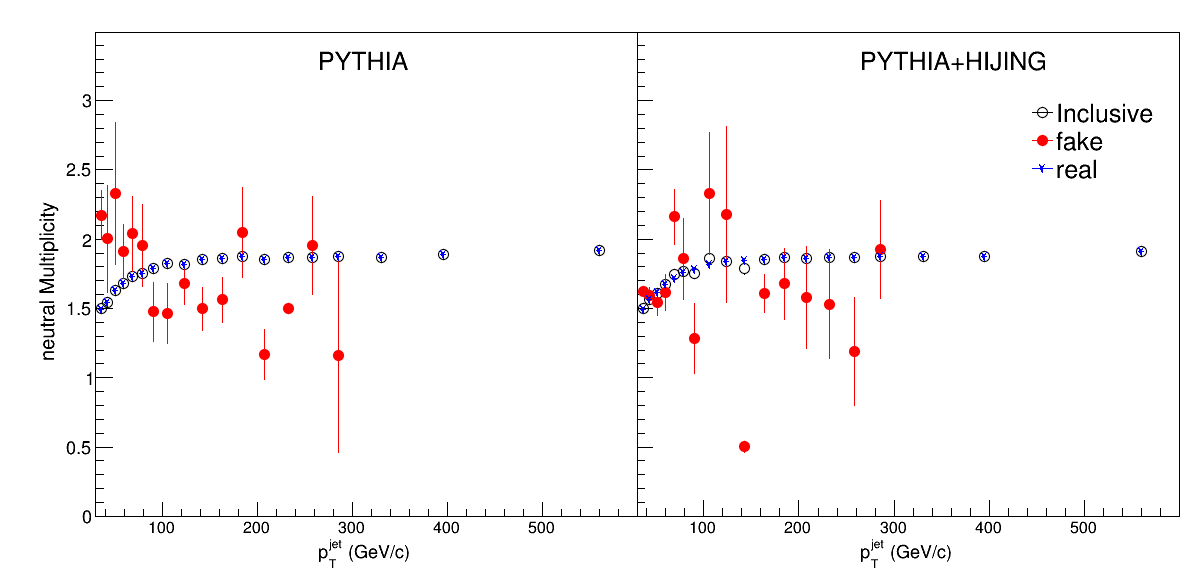 PYTHIA
PYTHIA+HIJING
Inclusive
fake
real
neutral Multiplicity
3
2.5
2
1.5
1
0.5
0
100
200
300
400
500
100
200
300
400
500
p_T^jet (GeV/c)
p_T^jet (GeV/c)